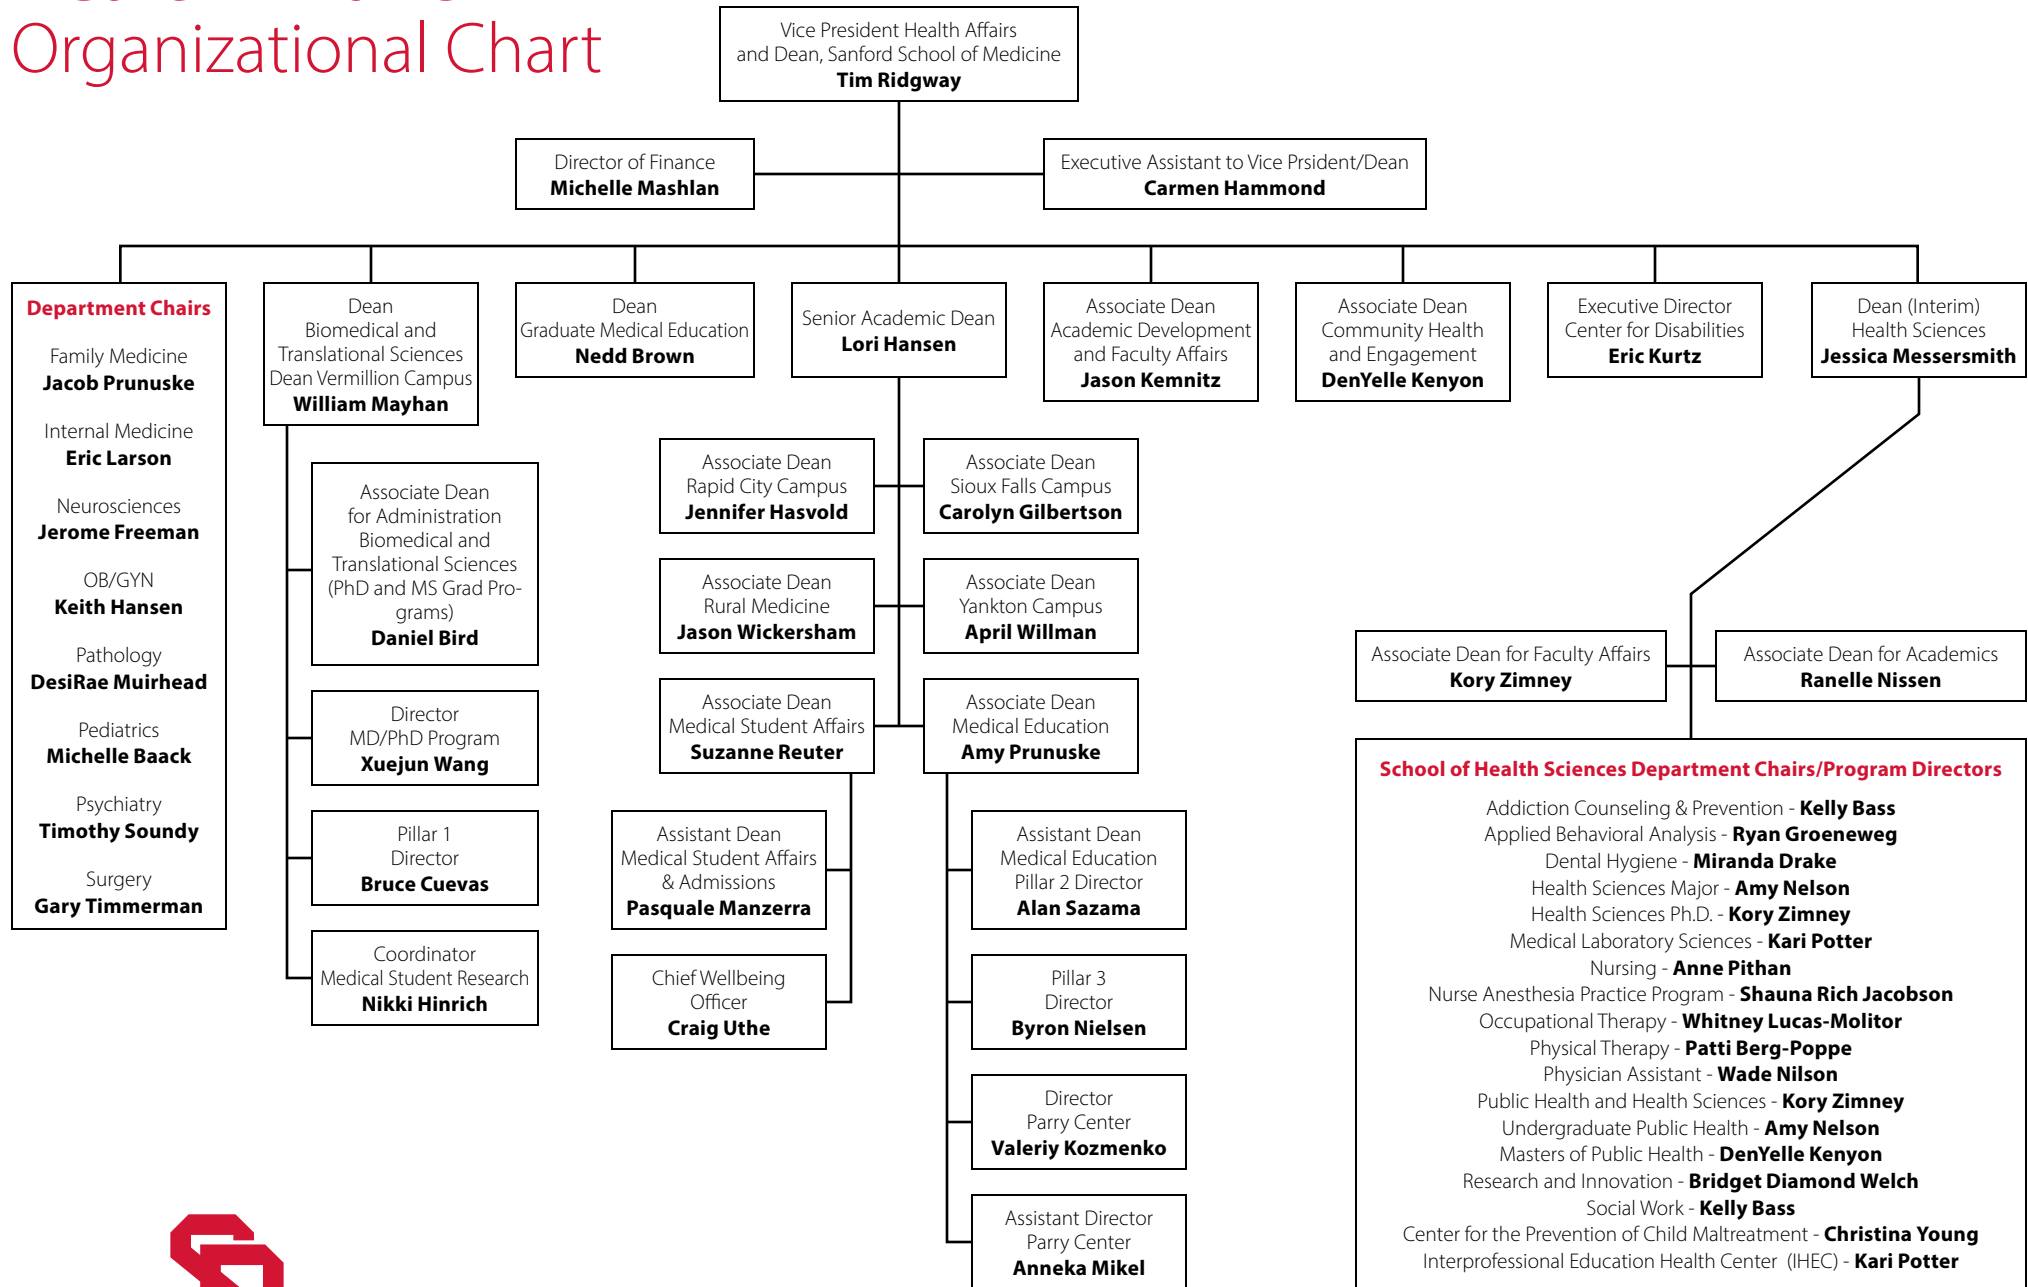 Organizational Chart
Vice President Health Affairs
and Dean, Sanford School of Medicine
Tim Ridgway
Director of Finance
Michelle Mashlan
Executive Assistant to Vice Prsident/Dean
Carmen Hammond
Department Chairs
Family Medicine
Jacob Prunuske
Internal Medicine
Eric Larson
Neurosciences
Jerome Freeman
OB/GYN
Keith Hansen
Pathology
DesiRae Muirhead
Pediatrics
Michelle Baack
Psychiatry
Timothy Soundy
Surgery
Gary Timmerman
Dean
Biomedical and
Translational Sciences
Dean Vermillion Campus
William Mayhan
Associate Dean
for Administration
Biomedical and
Translational Sciences
(PhD and MS Grad Pro-
grams)
Daniel Bird
Director
MD/PhD Program
Xuejun Wang
Pillar 1
Director
Bruce Cuevas
Coordinator
Medical Student Research
Nikki Hinrich
Dean
Graduate Medical Education
Nedd Brown
Senior Academic Dean
Lori Hansen
Associate Dean
Rapid City Campus
Jennifer Hasvold
Associate Dean
Sioux Falls Campus
Carolyn Gilbertson
Associate Dean
Rural Medicine
Jason Wickersham
Associate Dean
Yankton Campus
April Willman
Associate Dean
Medical Student Affairs
Suzanne Reuter
Associate Dean
Medical Education
Amy Prunuske
Assistant Dean
Medical Student Affairs
& Admissions
Pasquale Manzerra
Chief Wellbeing
Officer
Craig Uthe
Assistant Dean
Medical Education
Pillar 2 Director
Alan Sazama
Pillar 3
Director
Byron Nielsen
Director
Parry Center
Valeriy Kozmenko
Assistant Director
Parry Center
Anneka Mikel
Associate Dean
Academic Development
and Faculty Affairs
Jason Kemnitz
Associate Dean
Community Health
and Engagement
DenYelle Kenyon
Executive Director
Center for Disabilities
Eric Kurtz
Dean (Interim)
Health Sciences
Jessica Messersmith
Associate Dean for Faculty Affairs
Kory Zimney
Associate Dean for Academics
Ranelle Nissen
School of Health Sciences Department Chairs/Program Directors
Addiction Counseling & Prevention - Kelly Bass
Applied Behavioral Analysis - Ryan Groeneweg
Dental Hygiene - Miranda Drake
Health Sciences Major - Amy Nelson
Health Sciences Ph.D. - Kory Zimney
Medical Laboratory Sciences - Kari Potter
Nursing - Anne Pithan
Nurse Anesthesia Practice Program - Shauna Rich Jacobson
Occupational Therapy - Whitney Lucas-Molitor
Physical Therapy - Patti Berg-Poppe
Physician Assistant - Wade Nilson
Public Health and Health Sciences - Kory Zimney
Undergraduate Public Health - Amy Nelson
Masters of Public Health - DenYelle Kenyon
Research and Innovation - Bridget Diamond Welch
Social Work - Kelly Bass
Center for the Prevention of Child Maltreatment - Christina Young
Interprofessional Education Health Center (IHEC) - Kari Potter